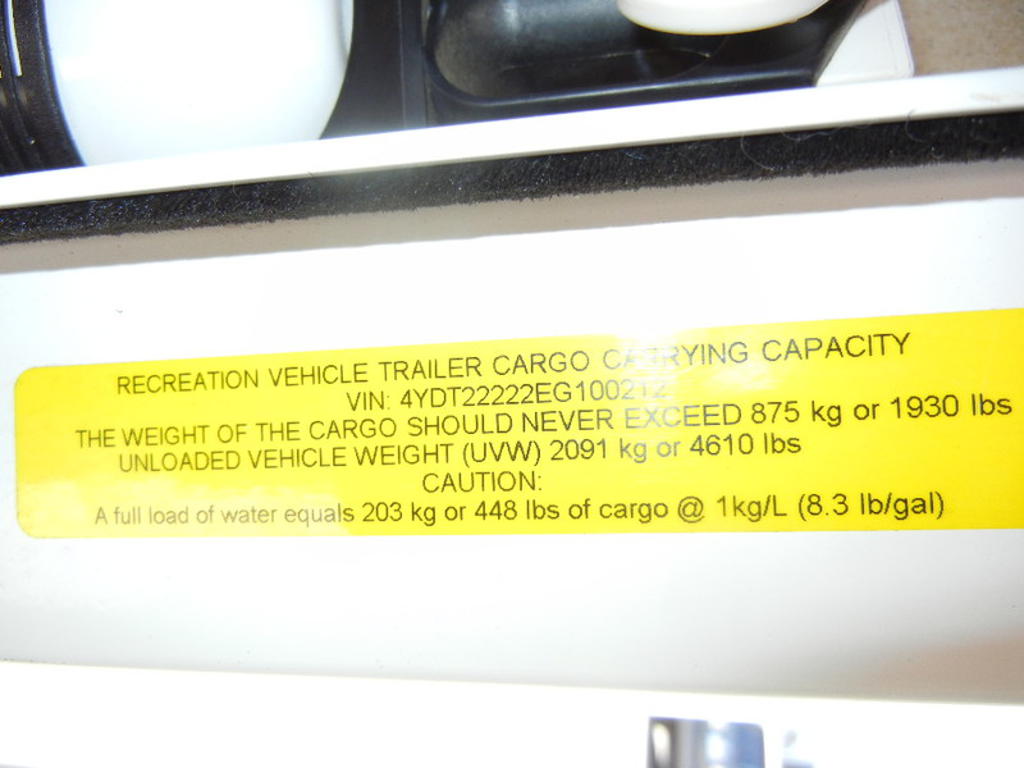 RECREATION VEHICLE TRAILER CARGO CARRYING CAPACITY
VIN: 4YDT22222EG100212
THE WEIGHT OF THE CARGO SHOULD NEVER EXCEED 875 kg or 1930 lbs
UNLOADED VEHICLE WEIGHT (UVW) 2091 kg or 4610 lbs
CAUTION:
A full load of water equals 203 kg or 448 lbs of cargo @ 1kg/L (8.3 lb/gal)